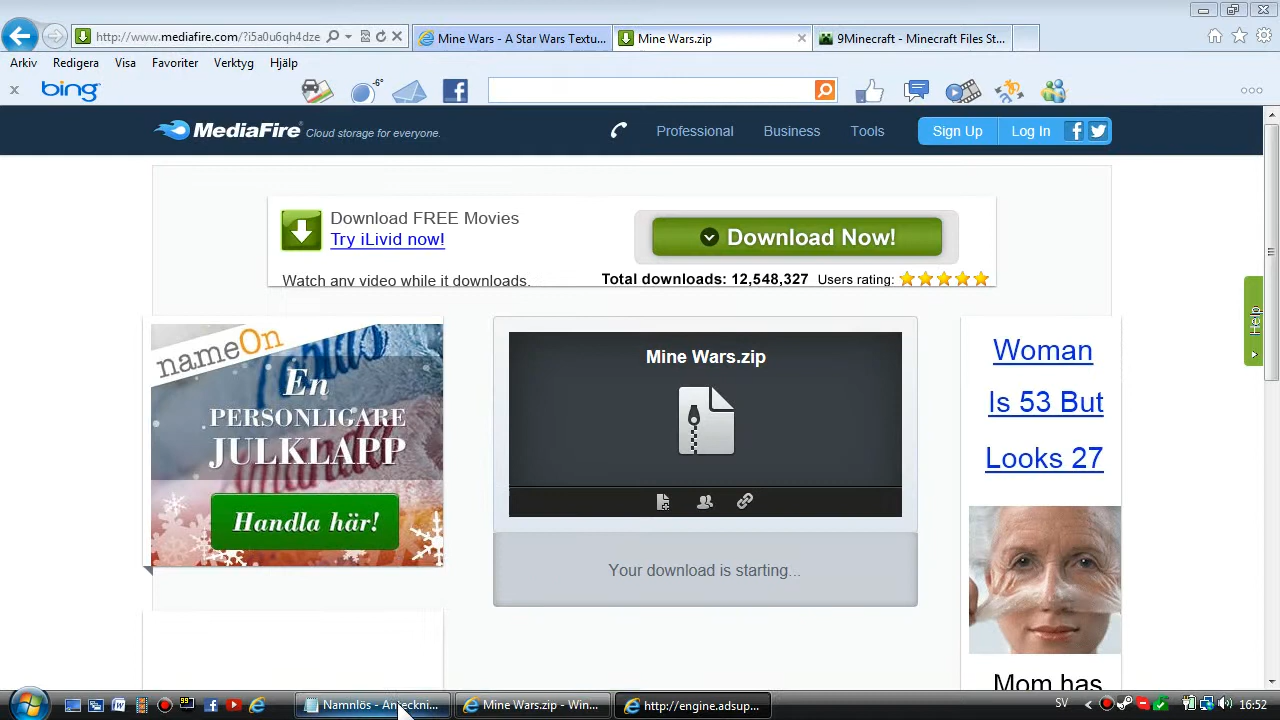 http://www.mediafire.com/?i5a0u6qh4dze
Mine Wars - A Star Wars Textu...
Mine Wars.zip
9Minecraft - Minecraft Files St...
Arkiv Redigera Visa Favoriter Verktyg Hjälp
x bing -6°
MediaFire Cloud storage for everyone.
Professional Business Tools Sign Up Log In
Download FREE Movies
Try iLivid now!
Download Now!
Watch any video while it downloads.
Total downloads: 12,548,327 Users rating:
nameOn
En
PERSONLIGARE
JULKLAPP
Handla här!
Mine Wars.zip
Your download is starting...
Woman
Is 53 But
Looks 27
Mom has
Help
Namnlös - Anteckni...
Mine Wars.zip - Win...
http://engine.adsup...
SV
16:52